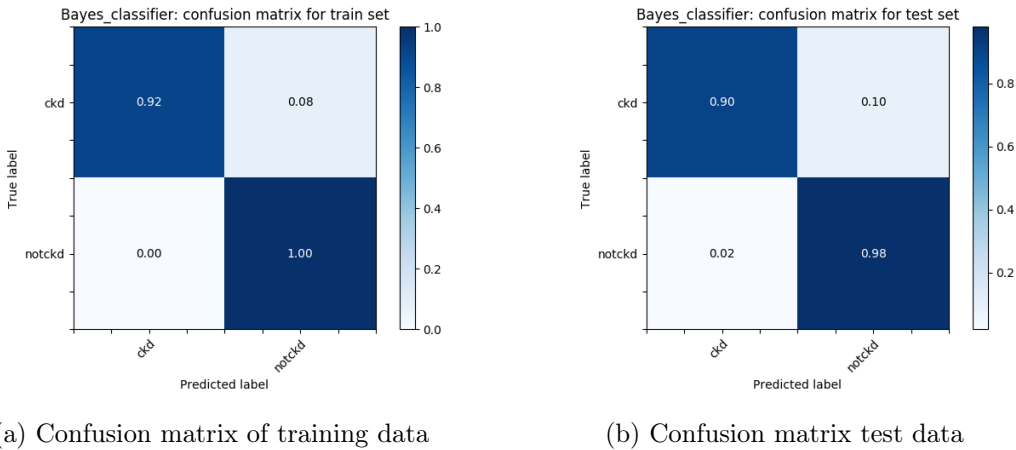 Bayes_classifier: confusion matrix for train set
1.0
0.8
0.6
0.4
0.2
0.0
True label
ckd
0.92
0.08
notckd
0.00
1.00
ckd
notckd
Predicted label
a) Confusion matrix of training data
Bayes_classifier: confusion matrix for test set
0.8
0.6
0.4
0.2
True label
ckd
0.90
0.10
notckd
0.02
0.98
ckd
notckd
Predicted label
(b) Confusion matrix test data